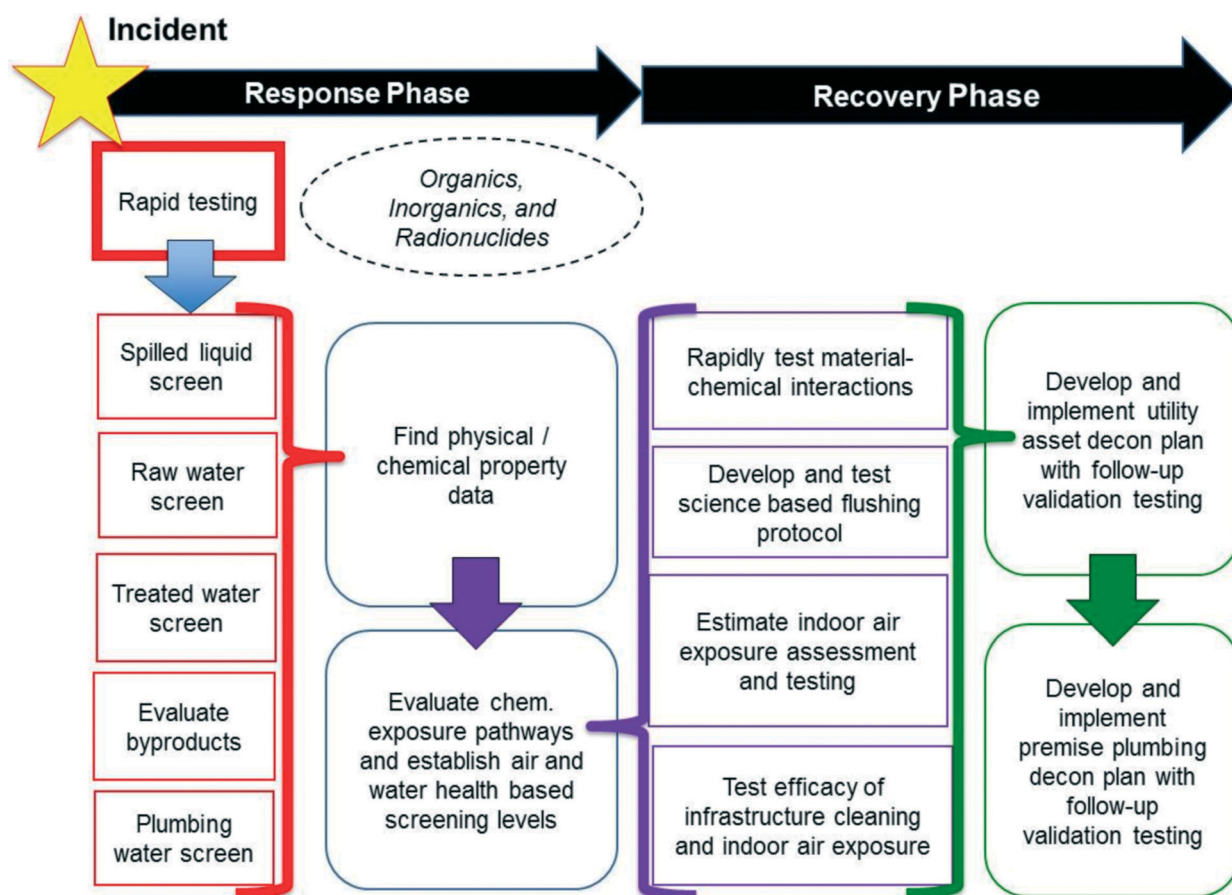 Incident
Response Phase
Recovery Phase
Rapid testing
Organics,
Inorganics, and
Radionuclides
Spilled liquid
screen
Raw water
screen
Treated water
screen
Evaluate
byproducts
Plumbing
water screen
Find physical /
chemical property
data
Evaluate chem.
exposure pathways
and establish air and
water health based
screening levels
Rapidly test material-
chemical interactions
Develop and test
science based flushing
protocol
Estimate indoor air
exposure assessment
and testing
Test efficacy of
infrastructure cleaning
and indoor air exposure
Develop and
implement utility
asset decon plan
with follow-up
validation testing
Develop and
implement
premise plumbing
decon plan with
follow-up
validation testing